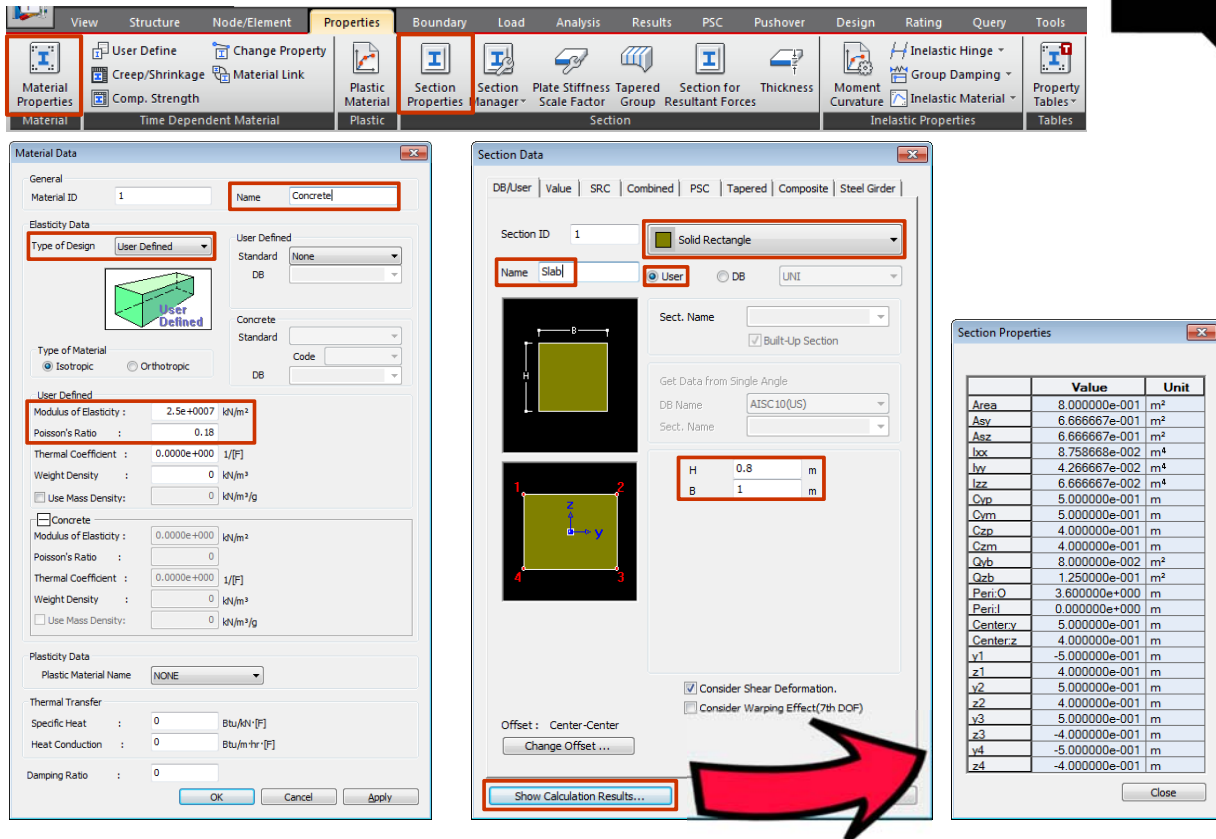 View Structure Node/Element Properties Boundary Load Analysis Results PSC Pushover Design Rating Query Tools
Material Properties
User Define
Creep/Shrinkage
Comp. Strength
Change Property
Material Link
Plastic Material
Section Properties
Section Manager
Plate Stiffness Scale Factor
Tapered Group
Section for Resultant Forces
Thickness
Moment Curvature
Inelastic Hinge
Group Damping
Inelastic Material
Property Tables
Material Time Dependent Material Plastic Section Inelastic Properties Tables
Material Data
General
Material ID 1 Name Concrete
Elasticity Data
Type of Design User Defined
User Defined
Standard None
DB
User Defined
Concrete
Standard
Code
DB
Type of Material
Isotropic Orthotropic
User Defined
Modulus of Elasticity : 2.5e+0007 kN/m²
Poisson's Ratio : 0.18
Thermal Coefficient : 0.0000e+000 1/[F]
Weight Density : 0 kN/m³
Use Mass Density: 0 kN/m³/g
Concrete
Modulus of Elasticity : 0.0000e+000 kN/m²
Poisson's Ratio : 0
Thermal Coefficient : 0.0000e+000 1/[F]
Weight Density : 0 kN/m³
Use Mass Density: 0 kN/m³/g
Plasticity Data
Plastic Material Name NONE
Thermal Transfer
Specific Heat : 0 Btu/kN·[F]
Heat Conduction : 0 Btu/m·hr·[F]
Damping Ratio : 0
OK Cancel Apply
Section Data
DB/User Value SRC Combined PSC Tapered Composite Steel Girder
Section ID 1 Solid Rectangle
Name Slab User DB UNI
Sect. Name
Built-Up Section
B
H
Get Data from Single Angle
DB Name AISC10(US)
Sect. Name
H 0.8 m
B 1 m
1 2
z
y
4 3
Consider Shear Deformation.
Consider Warping Effect(7th DOF)
Offset : Center-Center
Change Offset ...
Show Calculation Results...
Section Properties
Value Unit
Area 8.000000e-001 m²
Asy 6.666667e-001 m²
Asz 6.666667e-001 m²
Ixx 8.758668e-002 m⁴
Iyy 4.266667e-002 m⁴
Izz 6.666667e-002 m⁴
Cyp 5.000000e-001 m
Cym 5.000000e-001 m
Czp 4.000000e-001 m
Czm 4.000000e-001 m
Qyb 8.000000e-002 m²
Qzb 1.250000e-001 m²
Peri:O 3.600000e+000 m
Peri:I 0.000000e+000 m
Center:y 5.000000e-001 m
Center:z 4.000000e-001 m
y1 -5.000000e-001 m
z1 4.000000e-001 m
y2 5.000000e-001 m
z2 4.000000e-001 m
y3 5.000000e-001 m
z3 -4.000000e-001 m
y4 -5.000000e-001 m
z4 -4.000000e-001 m
Close